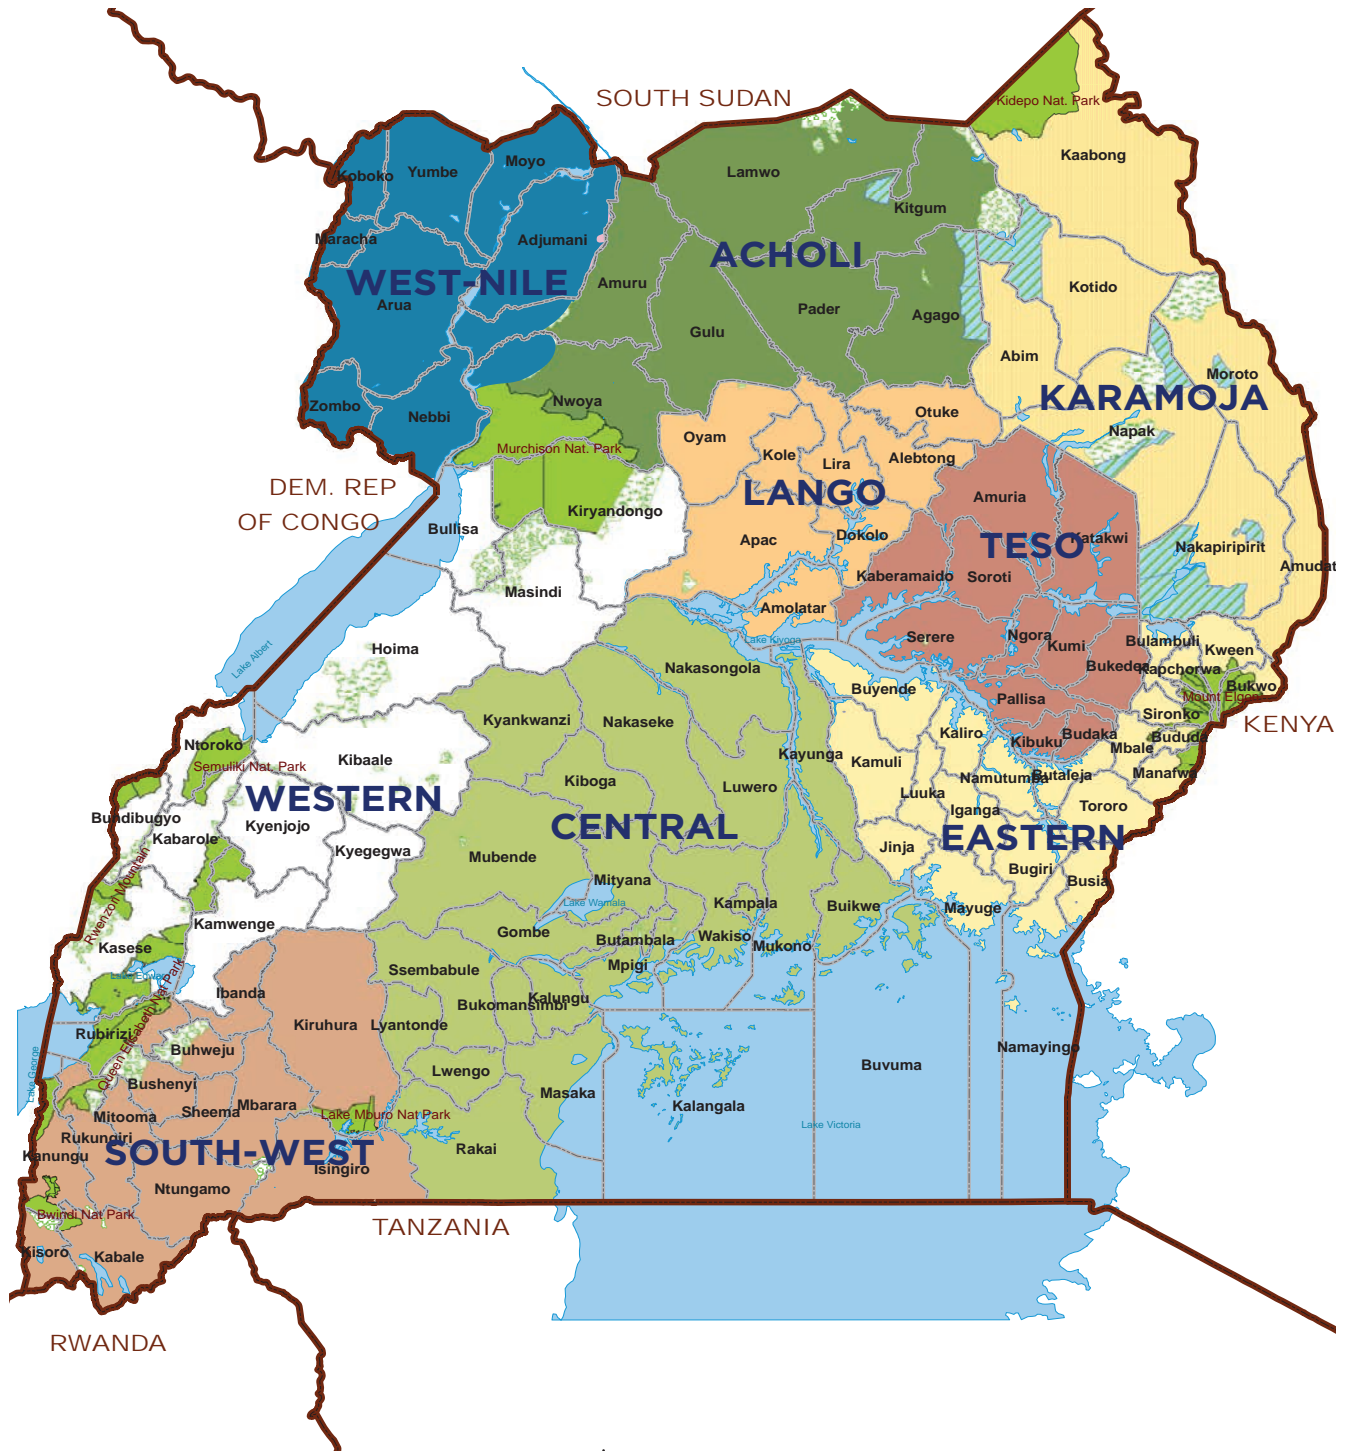 SOUTH SUDAN
Kidepo Nat. Park
Kaabong
Moyo
Yumbe
Koboko
Lamwo
Kitgum
Maracha
Adjumani
ACHOLI
WEST-NILE
Amuru
Kotido
Arua
Pader
Agago
Gulu
Abim
Moroto
KARAMOJA
Zombo
Nebbi
Nwoya
Otuke
Napak
Oyam
Murchison Nat. Park
Kole
Lira
Alebtong
DEM. REP
OF CONGO
LANGO
Amuria
Kiryandongo
Bullisa
Apac
Dokolo
TESO
Katakwi
Nakapiripirit
Amudat
Kaberamaido
Soroti
Masindi
Amolatar
Lake Kiyoga
Serere
Ngora
Kumi
Bulambuli
Kween
Hoima
Lake Albert
Nakasongola
Bukedea
Kapchorwa
Bukwo
Mount Elgon
Buyende
Pallisa
Sironko
KENYA
Kyankwanzi
Nakaseke
Kaliro
Kibuku
Budaka
Bududa
Mbale
Ntoroko
Semuliki Nat. Park
Kibaale
Kayunga
Kamuli
Namutumba
Butaleja
Manafwa
Kiboga
Luwero
Luuka
WESTERN
Iganga
Tororo
Bundibugyo
Kyenjojo
CENTRAL
EASTERN
Kabarole
Kyegegwa
Mubende
Jinja
Bugiri
Busia
Rwenzori Mountain
Mityana
Lake Wamala
Kampala
Buikwe
Mayuge
Kamwenge
Gombe
Butambala
Wakiso
Mukono
Kasese
Ssembabule
Mpigi
Queen Elisabeth Nat. Park
Ibanda
Bukomansimbi
Kalungu
Kiruhura
Lyantonde
Rubirizi
Buhweju
Namayingo
Lake George
Buvuma
Lwengo
Bushenyi
Masaka
Kalangala
Mitooma
Sheema
Mbarara
Lake Mburo Nat Park
Lake Victoria
Rukungiri
Kanungu
SOUTH-WEST
Isingiro
Rakai
Ntungamo
Bwindi Nat Park
TANZANIA
Kisoro
Kabale
RWANDA